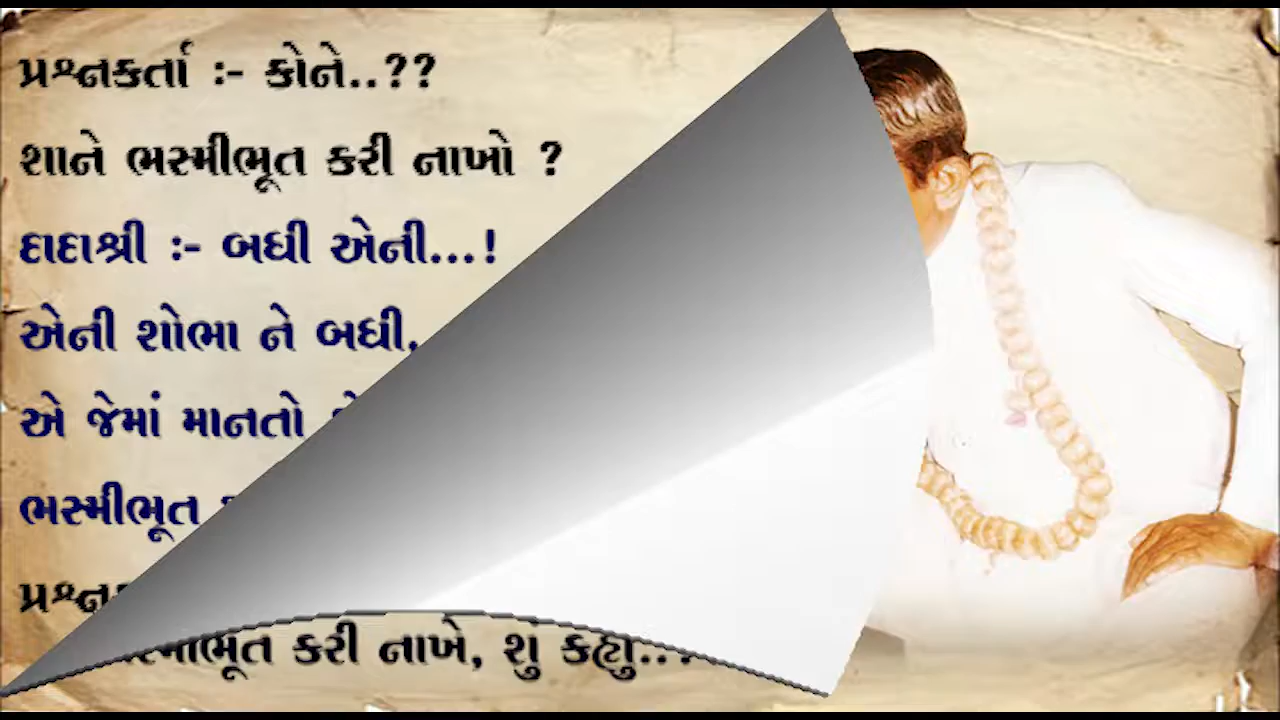 પ્રશ્નકર્તા :- કોને..??
શાને ભસ્મીભૂત કરી નાખો ?
દાદાશ્રી :- બધી એની...!
એની શોભા ને બધી.
એ જેમાં માનતો
ભસ્મીભૂત
કરી નાખે, શું કહ્યુ..?